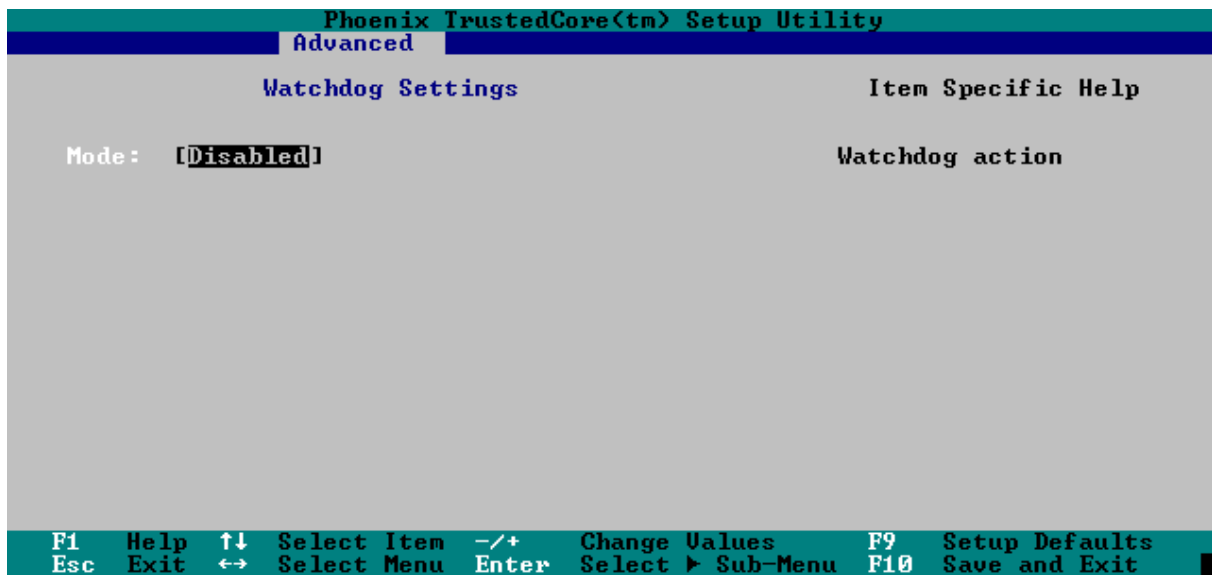 Phoenix TrustedCore(tm) Setup Utility
Advanced
Watchdog Settings Item Specific Help
Mode: [Disabled] Watchdog action
F1 Help ↑↓ Select Item -/+ Change Values F9 Setup Defaults
Esc Exit ↔ Select Menu Enter Select ▶ Sub-Menu F10 Save and Exit